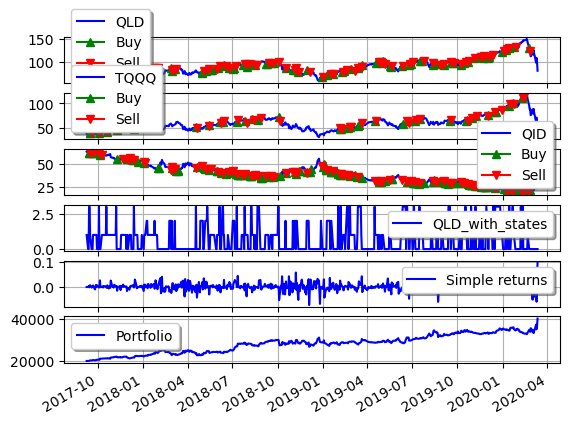 QLD
Buy
Sell
150
100
TQQQ
Buy
Sell
100
50
QID
Buy
Sell
50
25
QLD_with_states
2.5
0.0
Simple returns
0.1
0.0
Portfolio
40000
20000
2017-10
2018-01
2018-04
2018-07
2018-10
2019-01
2019-04
2019-07
2019-10
2020-01
2020-04